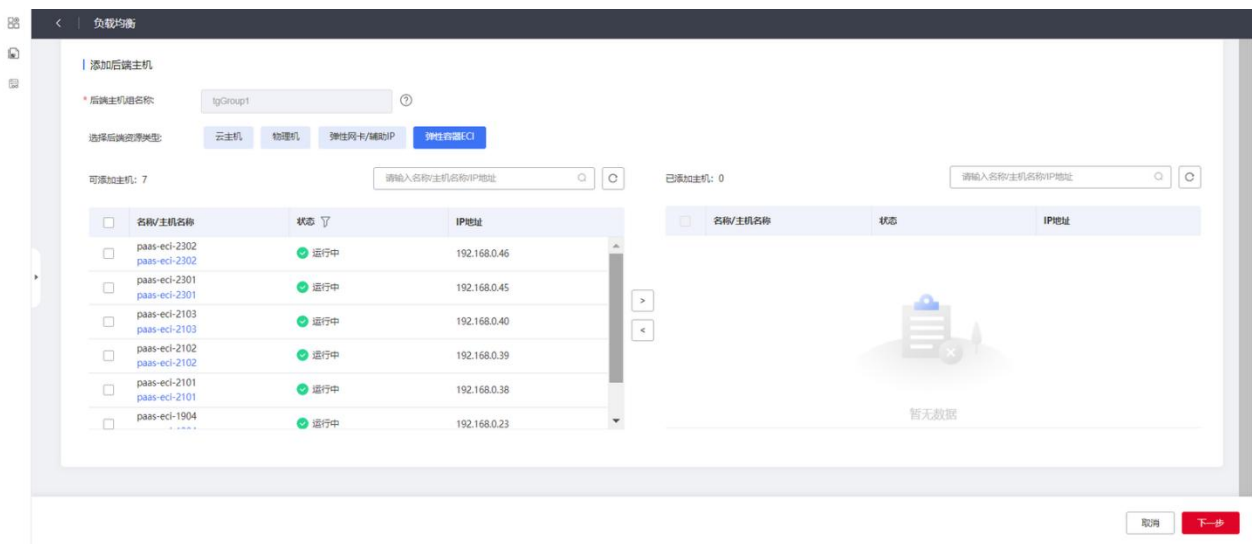 负载均衡
添加后端主机
* 后端主机组名称: tgGroup1
选择后端资源类型: 云主机 物理机 弹性网卡/辅助IP 弹性容器ECI
可添加主机: 7 请输入名称/主机名称/IP地址
名称/主机名称 状态 IP地址
paas-eci-2302
paas-eci-2302 运行中 192.168.0.46
paas-eci-2301
paas-eci-2301 运行中 192.168.0.45
paas-eci-2103
paas-eci-2103 运行中 192.168.0.40
paas-eci-2102
paas-eci-2102 运行中 192.168.0.39
paas-eci-2101
paas-eci-2101 运行中 192.168.0.38
paas-eci-1904
运行中 192.168.0.23
> 
<
已添加主机: 0 请输入名称/主机名称/IP地址
名称/主机名称 状态 IP地址
暂无数据
取消 下一步